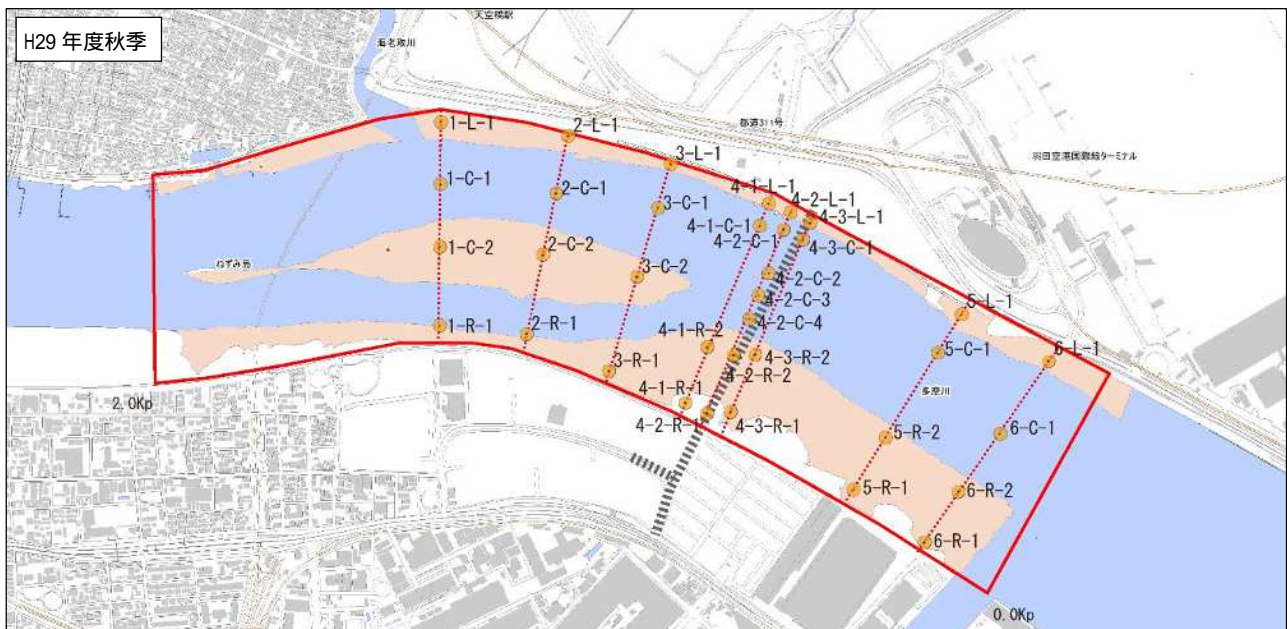 H29 年度秋季
天空橋駅
海老取川
都道311号
羽田空港国際線ターミナル
1-L-1
2-L-1
3-L-1
4-1-L-1
4-2-L-1
4-3-L-1
1-C-1
2-C-1
3-C-1
4-1-C-1
4-2-C-1
4-3-C-1
1-C-2
2-C-2
3-C-2
4-2-C-2
4-2-C-3
4-2-C-4
ねずみ島
5-L-1
5-C-1
6-L-1
1-R-1
2-R-1
3-R-1
4-1-R-2
4-3-R-2
4-2-R-2
4-1-R-1
4-2-R-1
4-3-R-1
多摩川
5-R-2
5-R-1
6-C-1
6-R-2
6-R-1
2.0Kp
0.0Kp